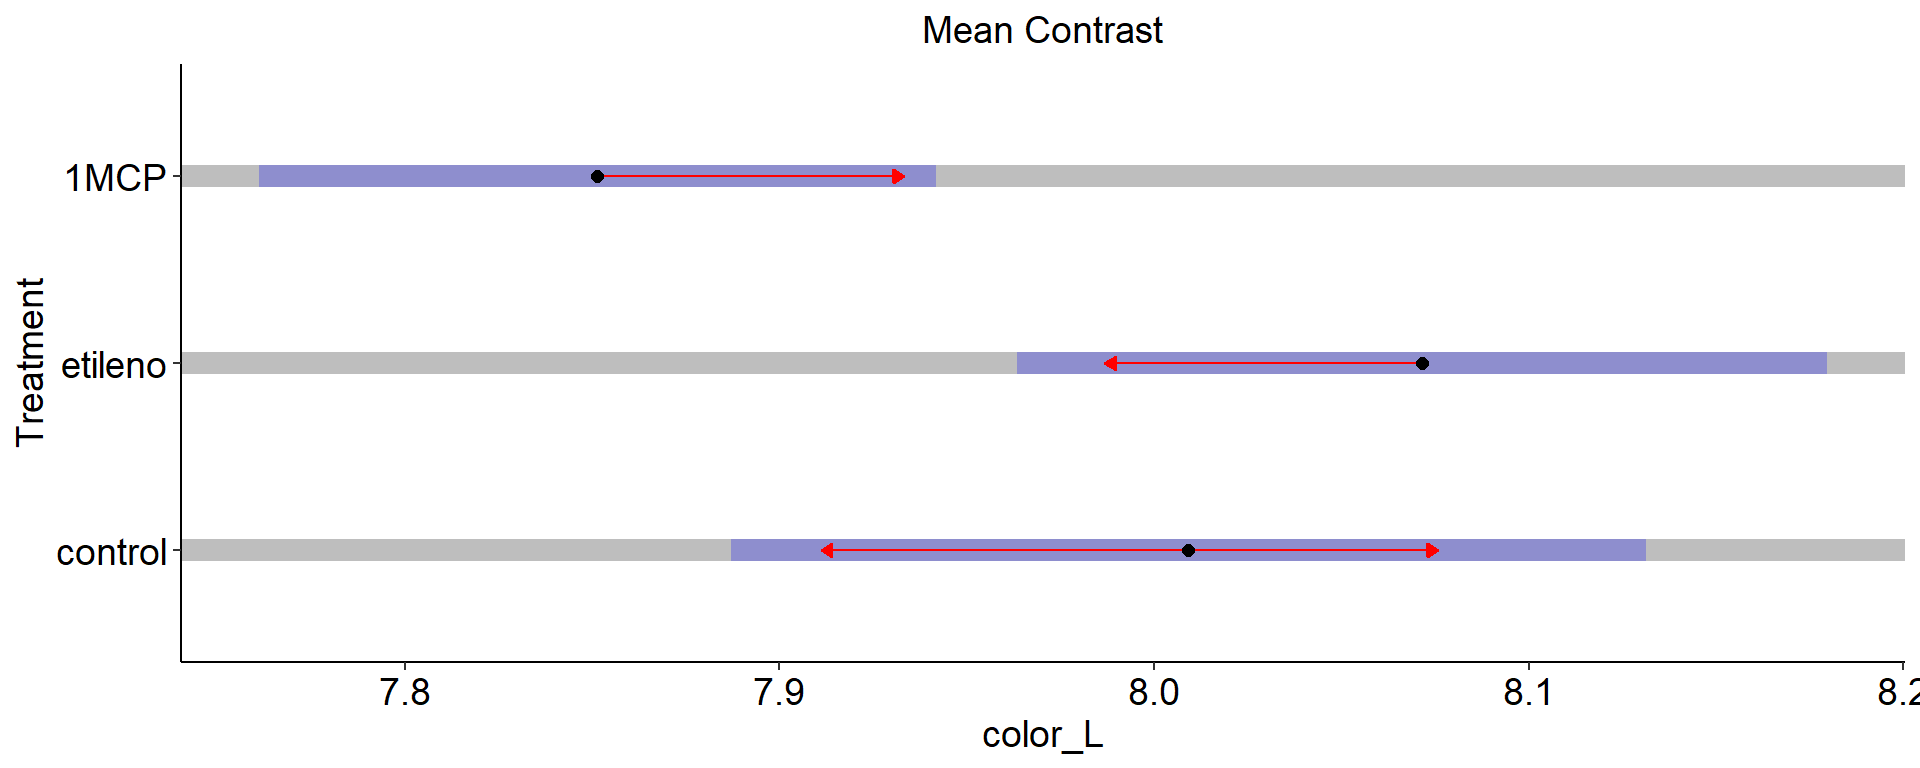 Mean Contrast
Treatment
1MCP
etileno
control
7.8 7.9 8.0 8.1 8.2
color_L